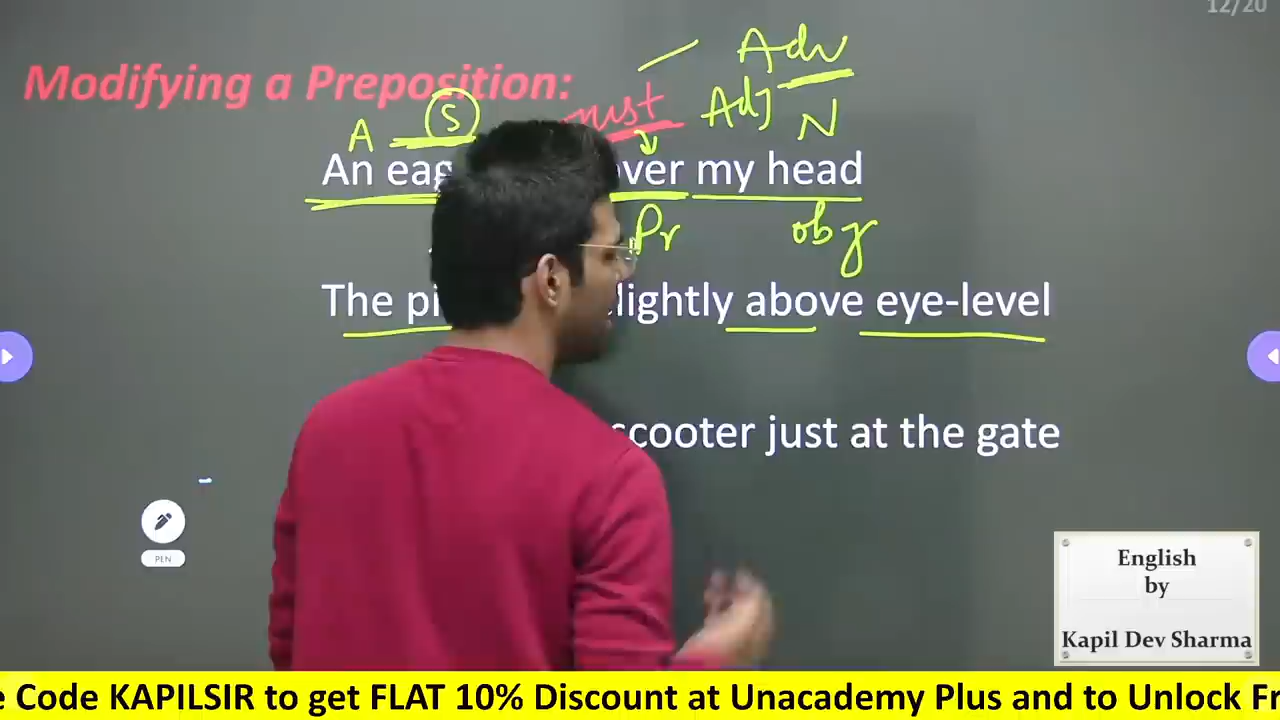 12/20
Adv
Modifying a Preposition:
just Adj N
A S
An eag over my head
Pr obj
The pi lightly above eye-level
scooter just at the gate
PEN
English
by
Kapil Dev Sharma
e Code KAPILSIR to get FLAT 10% Discount at Unacademy Plus and to Unlock Fr